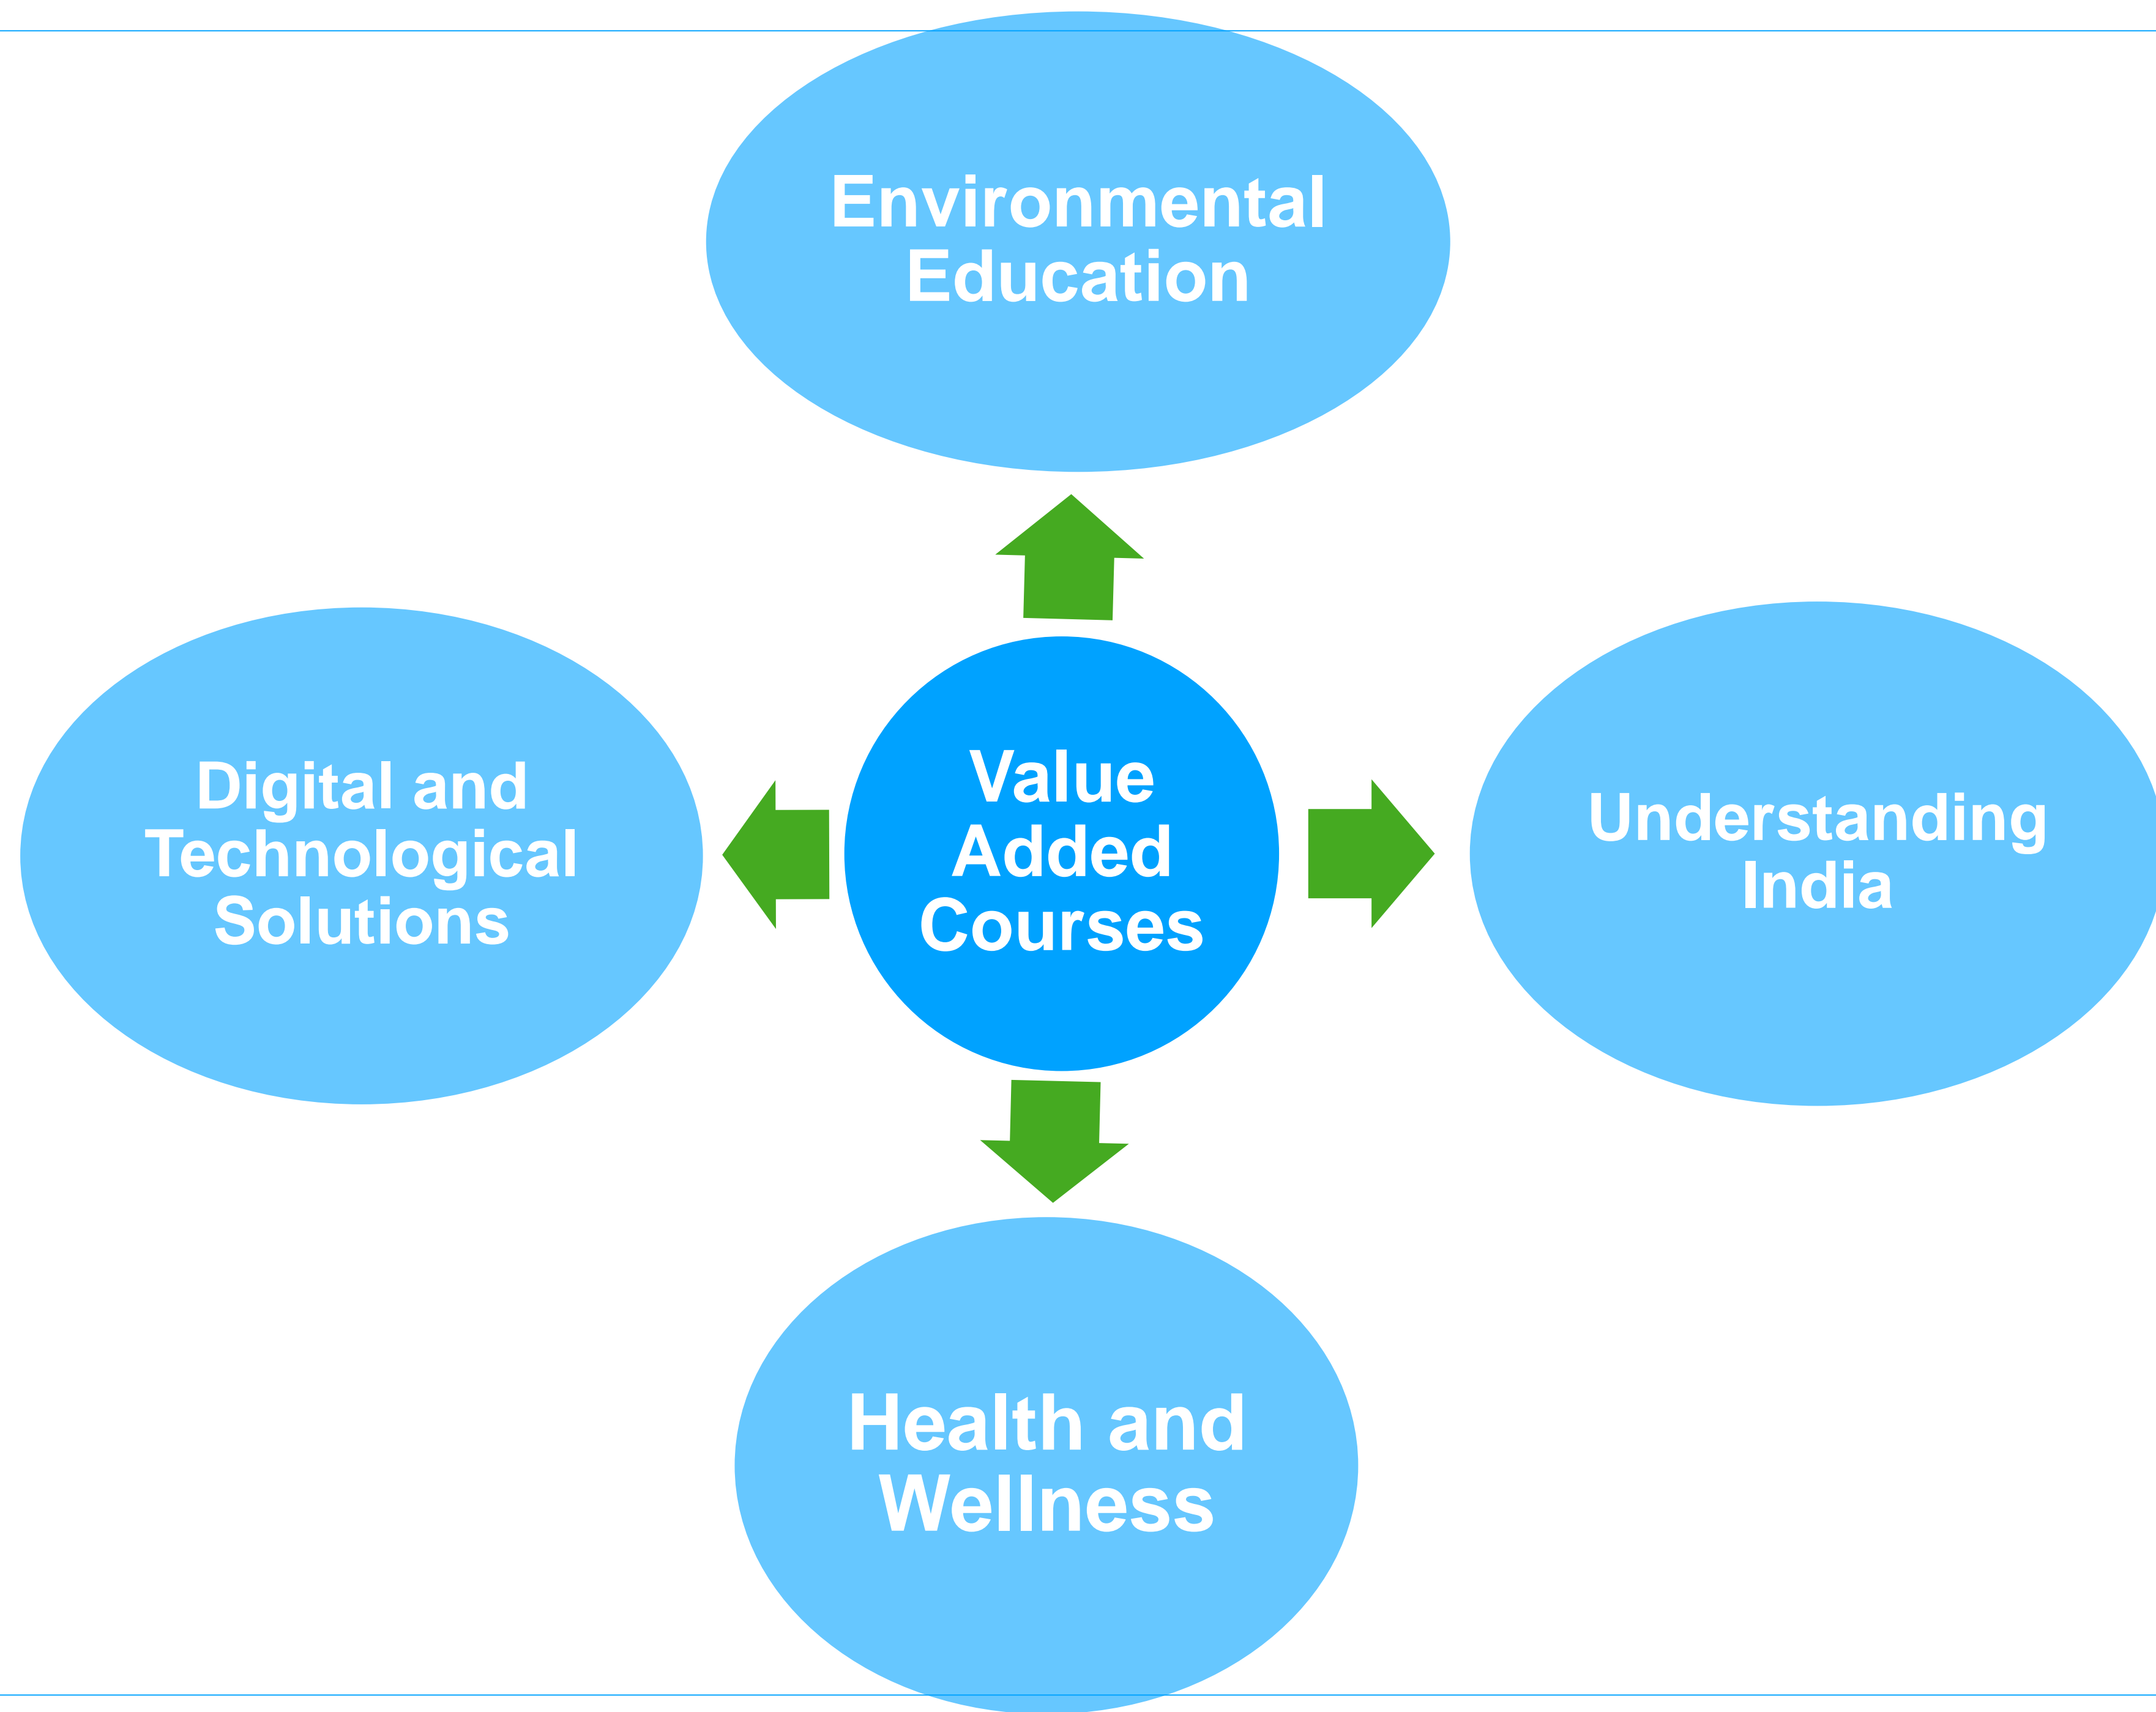 Environmental
Education
Digital and
Technological
Solutions
Value
Added
Courses
Understanding
India
Health and
Wellness